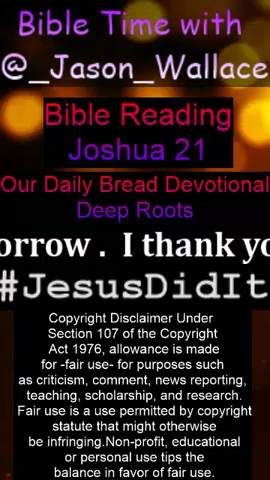 Bible Time with
@_Jason_Wallace
Bible Reading
Joshua 21
Our Daily Bread Devotional
Deep Roots
orrow . I thank yo
#JesusDidIt
Copyright Disclaimer Under
Section 107 of the Copyright
Act 1976, allowance is made
for -fair use- for purposes such
as criticism, comment, news reporting,
teaching, scholarship, and research.
Fair use is a use permitted by copyright
statute that might otherwise
be infringing.Non-profit, educational
or personal use tips the
balance in favor of fair use.